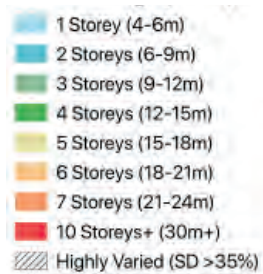 1 Storey (4-6m)
2 Storeys (6-9m)
3 Storeys (9-12m)
4 Storeys (12-15m)
5 Storeys (15-18m)
6 Storeys (18-21m)
7 Storeys (21-24m)
10 Storeys+ (30m+)
Highly Varied (SD >35%)